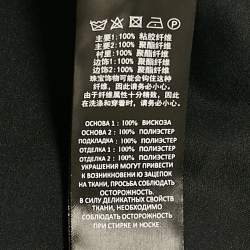 主要1: 100% 粘胶纤维
主要2: 100% 聚酯纤维
衬里: 100% 聚酯纤维
边饰1: 100% 聚酯纤维
边饰2: 100% 聚酯纤维
珠宝饰物可能会钩住这种
纤维, 因此请务必小心。
由于纤维属性十分精致, 因此
在洗涤和穿着时, 请务必小心。
ОСНОВА 1 : 100% ВИСКОЗА
ОСНОВА 2 : 100% ПОЛИЭСТЕР
ПОДКЛАДКА : 100% ПОЛИЭСТЕР
ОТДЕЛКА 1 : 100% ПОЛИЭСТЕР
ОТДЕЛКА 2 : 100% ПОЛИЭСТЕР
УКРАШЕНИЯ МОГУТ ПРИВЕСТИ
К ВОЗНИКНОВЕНИЮ ЗАЦЕПОК
НА ТКАНИ, ПРОСЬБА СОБЛЮДАТЬ
ОСТОРОЖНОСТЬ.
В СИЛУ ДЕЛИКАТНЫХ СВОЙСТВ
ТКАНИ, НЕОБХОДИМО
СОБЛЮДАТЬ ОСТОРОЖНОСТЬ
ПРИ СТИРКЕ И НОСКЕ.